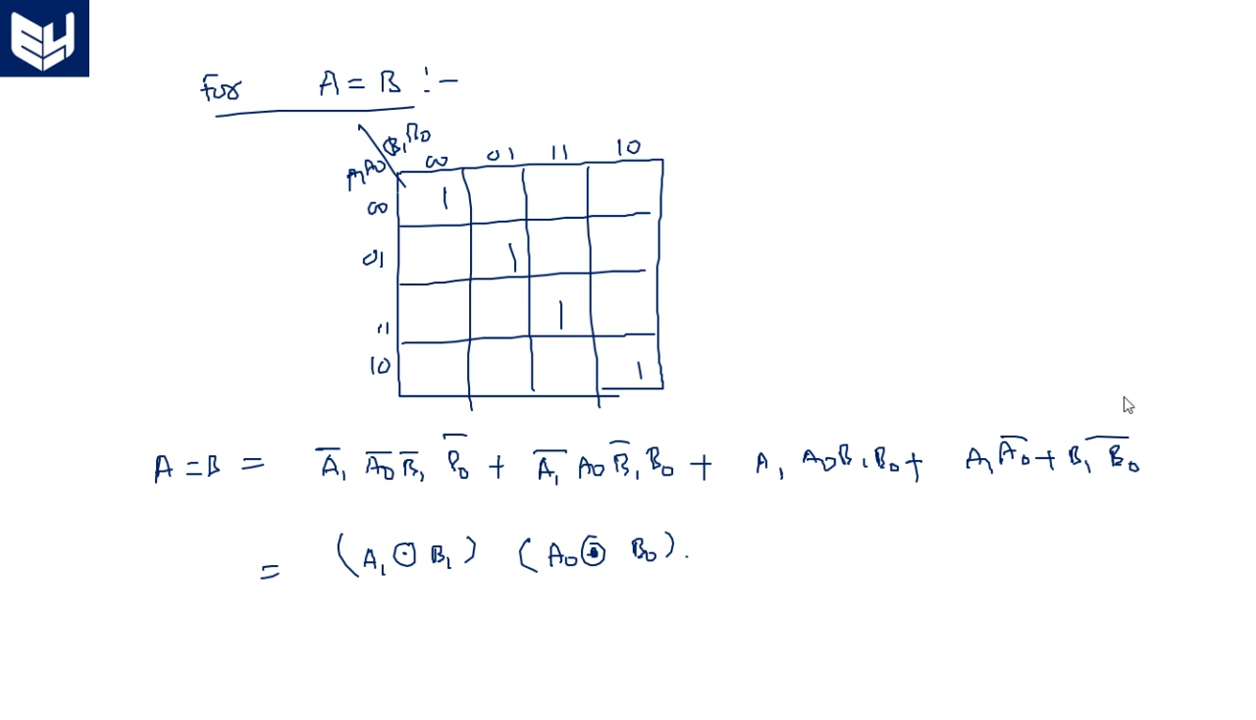 E4
For A = B :-
B₁B₀
A₁A₀ 00 01 11 10
00 1
01 1
11 1
10 1
A = B = A̅₁ A̅₀ B̅₁ B̅₀ + A̅₁ A₀ B̅₁ B₀ + A₁ A₀ B₁ B₀ + A₁ A̅₀ + B₁ B̅₀
= (A₁ ⊙ B₁) (A₀ ⊙ B₀).